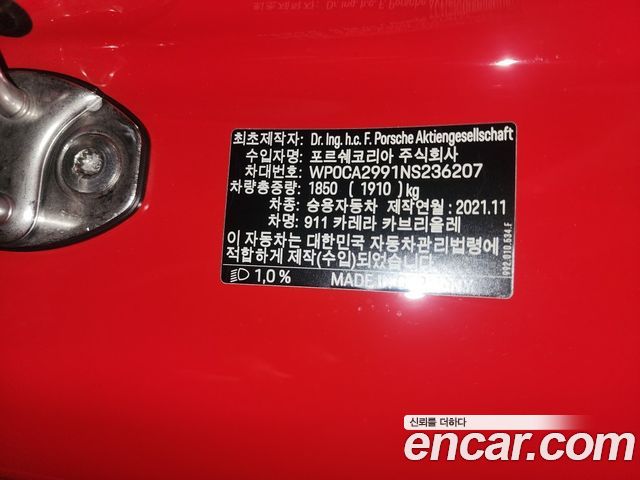 최초제작자: Dr. Ing. h.c. F. Porsche Aktiengesellschaft
수입자명: 포르쉐코리아 주식회사
차대번호: WP0CA2991NS236207
차량총중량: 1850 ( 1910 ) kg
차종: 승용자동차 제작연월: 2021.11
차명: 911 카레라 카브리올레
이 자동차는 대한민국 자동차관리법령에
적합하게 제작(수입)되었습니다.
1,0 % MADE IN GERMANY
992.010.534.F
신뢰를 더하다
encar.com